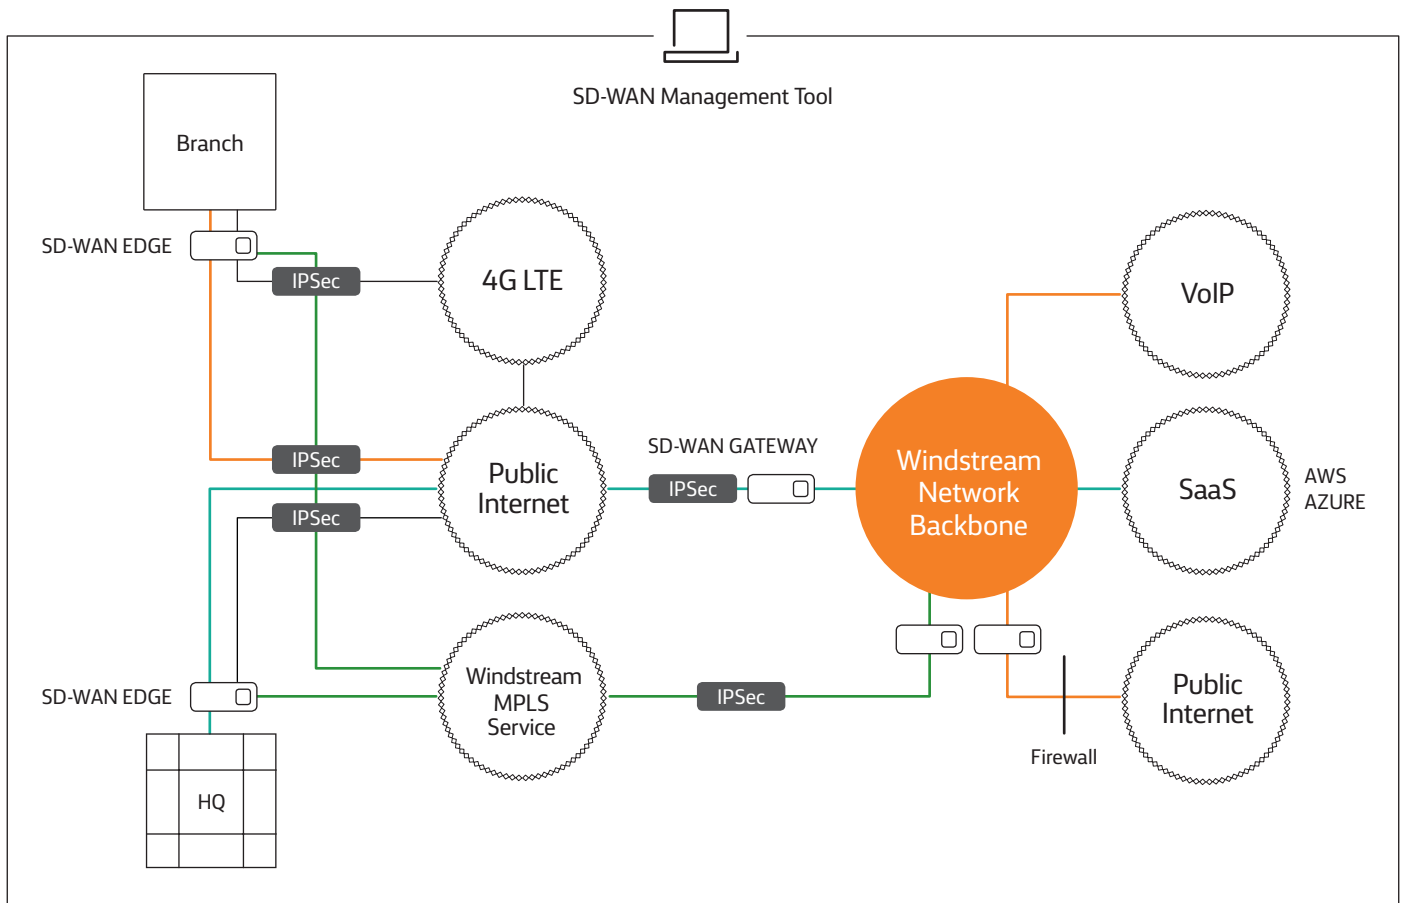 SD-WAN Management Tool
Branch
SD-WAN EDGE
IPSec
4G LTE
VoIP
IPSec
Public
Internet
IPSec
SD-WAN GATEWAY
IPSec
Windstream
Network
Backbone
SaaS
AWS
AZURE
SD-WAN EDGE
Windstream
MPLS
Service
IPSec
Public
Internet
Firewall
HQ